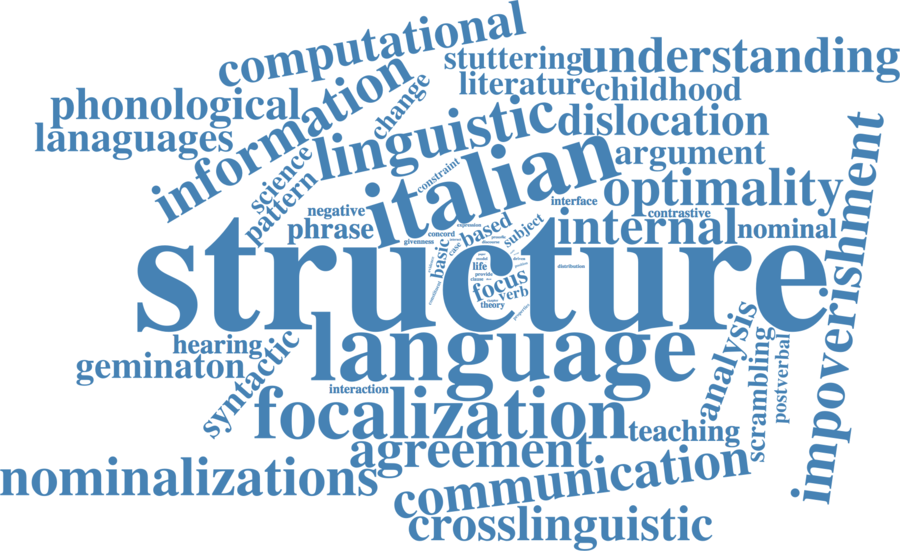 computational
stuttering
understanding
literature
childhood
phonological
information
change
linguistic
dislocation
lanaguages
science
pattern
italian
constraint
argument
optimality
interface
contrastive
negative
phrase
concord
givenness
based
subject
internal
nominal
basic
case
structure
life
provide
focus
verb
theory
distribution
impoverishment
hearing
geminaton
syntactic
language
analysis
scrambling
postverbal
interaction
focalization
teaching
agreement
nominalizations
communication
crosslinguistic